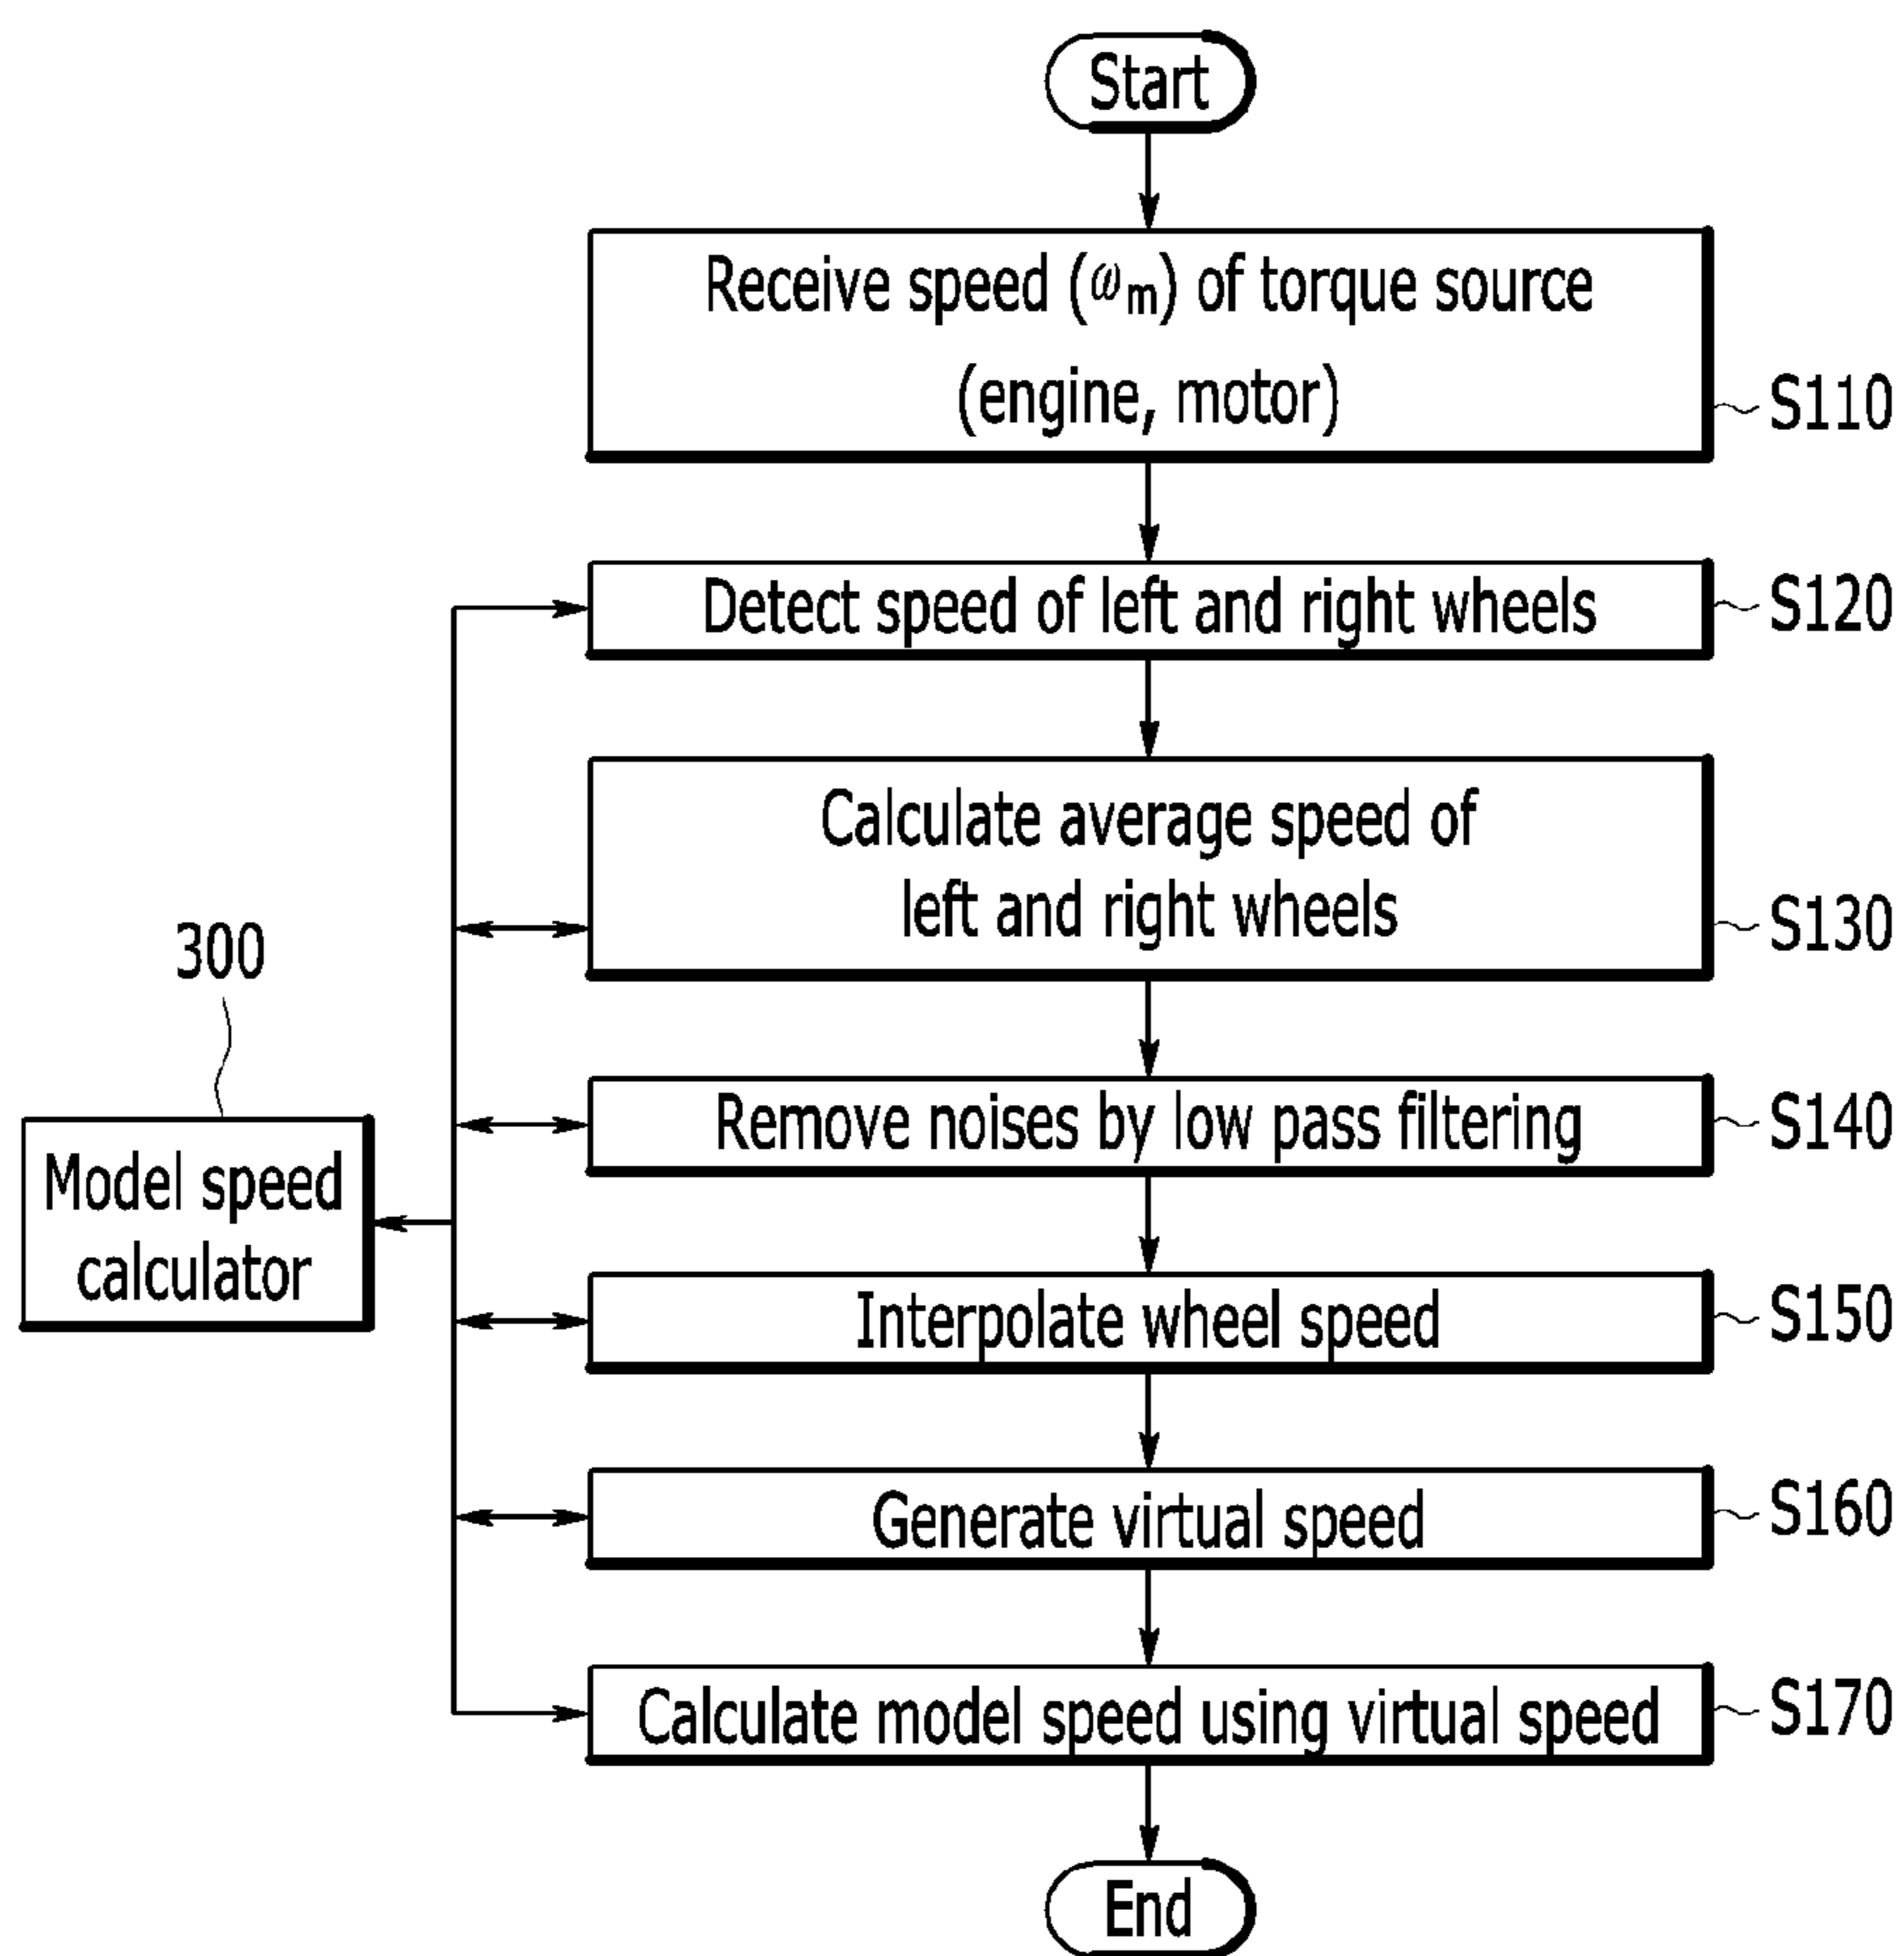 Start
Receive speed (ωm) of torque source
(engine, motor)
S110
Detect speed of left and right wheels
S120
Calculate average speed of
left and right wheels
S130
300
Model speed
calculator
Remove noises by low pass filtering
S140
Interpolate wheel speed
S150
Generate virtual speed
S160
Calculate model speed using virtual speed
S170
End